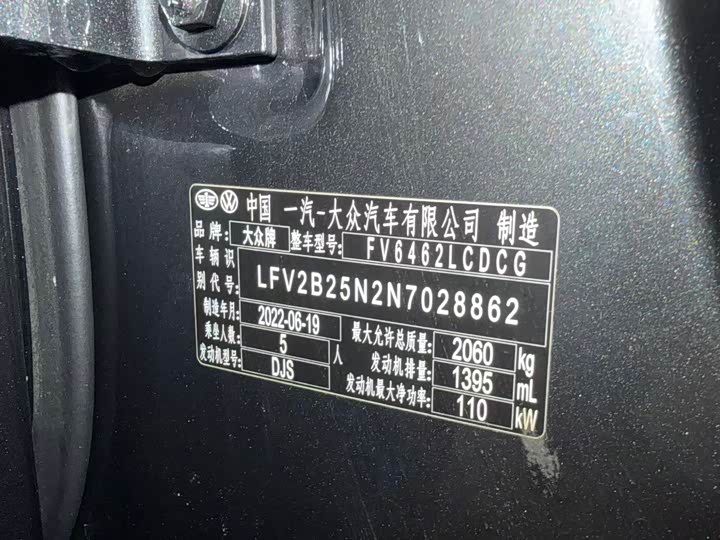 中国 一汽-大众汽车有限公司 制造
品牌: 大众牌 整车型号: FV6462LCDCG
车辆识别代号: LFV2B25N2N7028862
制造年月: 2022-06-19 最大允许总质量: 2060 kg
乘坐人数: 5 人 发动机排量: 1395 mL
发动机型号: DJS 发动机最大净功率: 110 kW